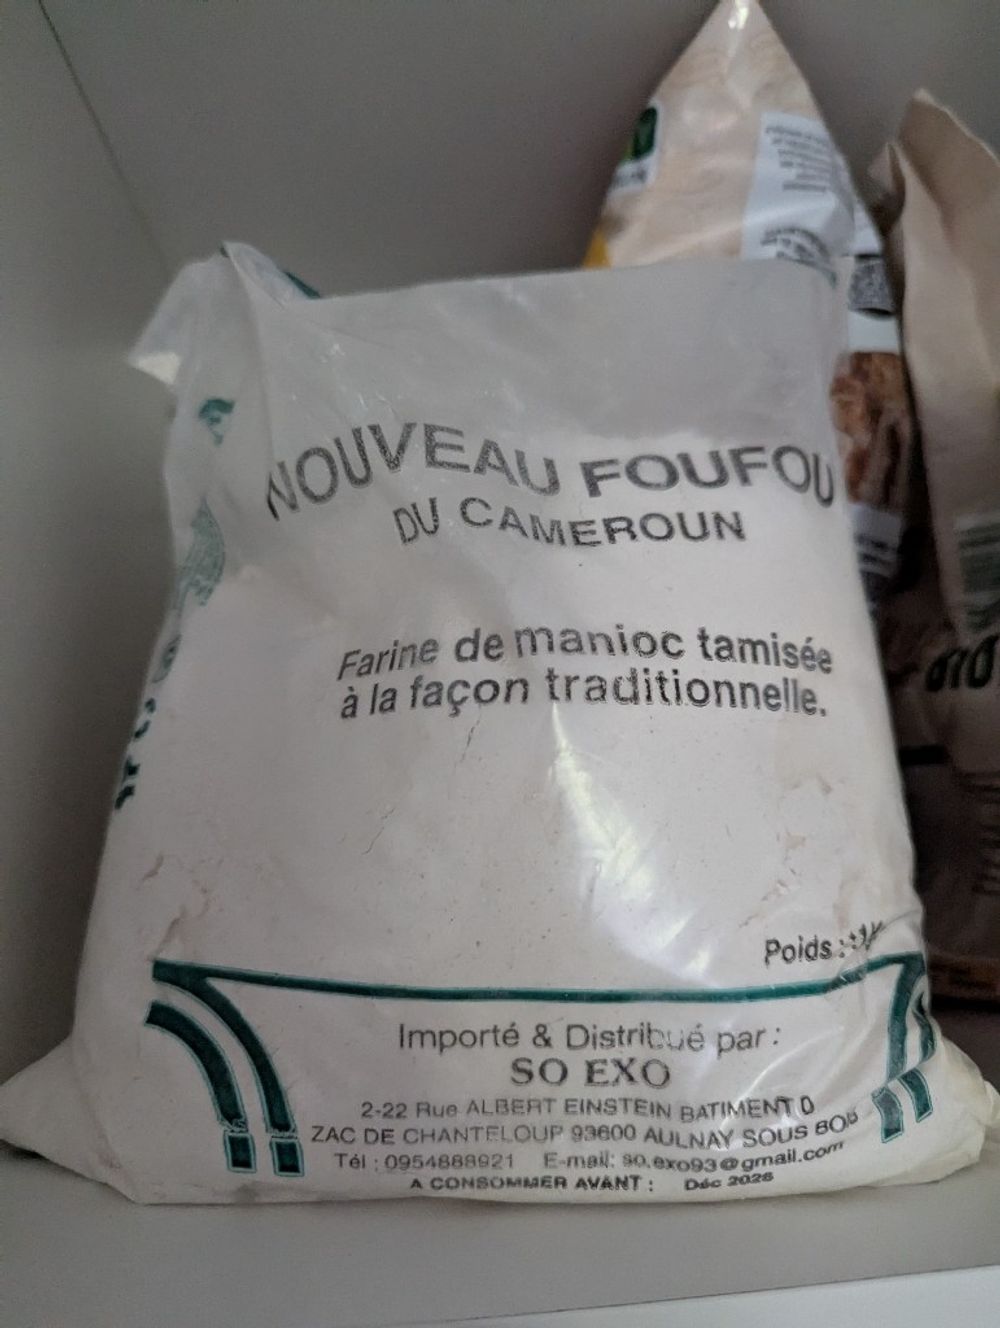 NOUVEAU FOUFOU
DU CAMEROUN
Farine de manioc tamisée
à la façon traditionnelle.
Poids :
Importé & Distribué par :
SO EXO
2-22 Rue ALBERT EINSTEIN BATIMENT D
ZAC DE CHANTELOUP 93600 AULNAY SOUS BOIS
Tél : 0954888921 E-mail: so.exo93@gmail.com
A CONSOMMER AVANT : Déc